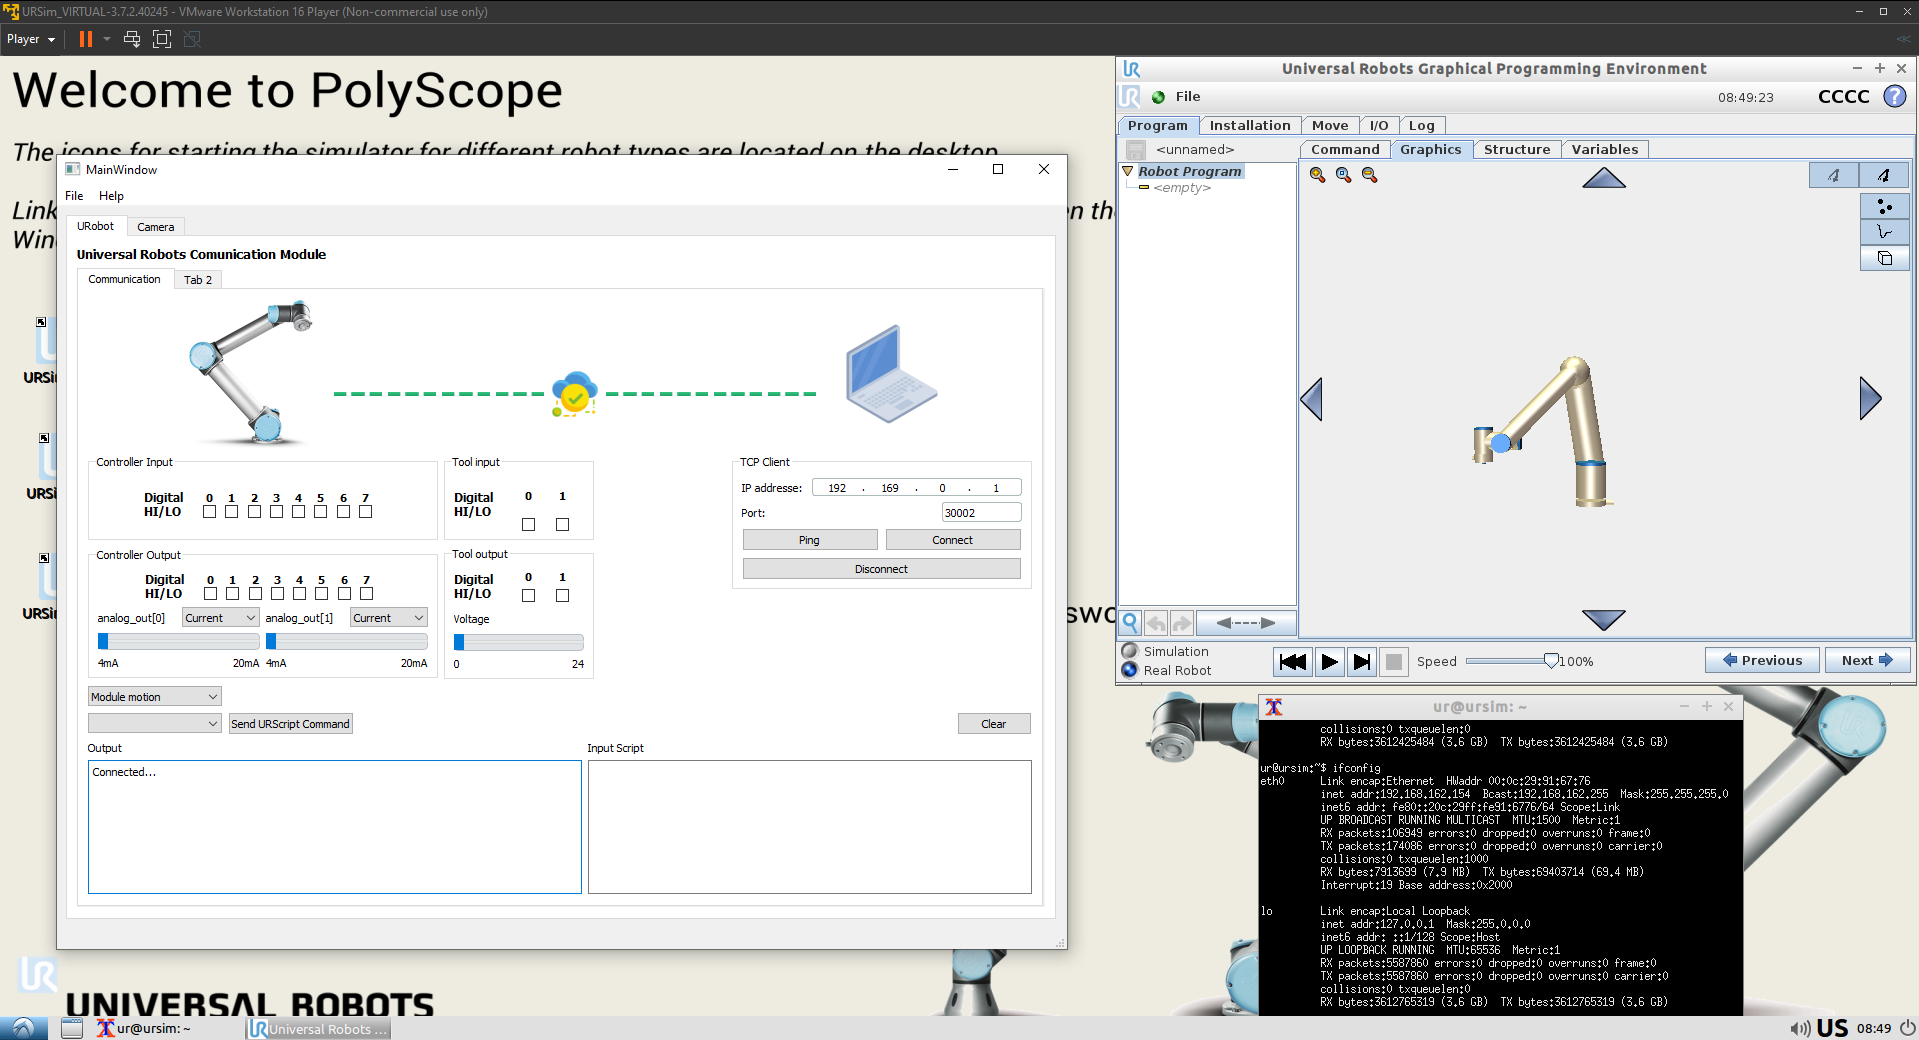 URSim_VIRTUAL-3.7.2.40245 - VMware Workstation 16 Player (Non-commercial use only)
Player
Welcome to PolyScope
The icons for starting the simulator for different robot types are located on the desktop
Link
Wind
en the
swo
URSi
URSi
URSi
UNIVERSAL ROBOTS
MainWindow
File Help
URobot Camera
Universal Robots Comunication Module
Communication Tab 2
Controller Input
Digital 0 1 2 3 4 5 6 7
HI/LO
Tool input
Digital 0 1
HI/LO
TCP Client
IP addresse: 192 . 169 . 0 . 1
Port: 30002
Ping Connect
Disconnect
Controller Output
Digital 0 1 2 3 4 5 6 7
HI/LO
analog_out[0] Current analog_out[1] Current
4mA 20mA 4mA 20mA
Tool output
Digital 0 1
HI/LO
Voltage
0 24
Module motion
Send URScript Command Clear
Output Input Script
Connected...
Universal Robots Graphical Programming Environment
UR File 08:49:23 CCCC ?
Program Installation Move I/O Log
<unnamed> Command Graphics Structure Variables
Robot Program
<empty>
Simulation
Real Robot
Speed 100% Previous Next
ur@ursim: ~
collisions:0 txqueuelen:0
RX bytes:3612425484 (3.6 GB) TX bytes:3612425484 (3.6 GB)
ur@ursim:~$ ifconfig
eth0 Link encap:Ethernet HWaddr 00:0c:29:91:67:76
inet addr:192.168.162.154 Bcast:192.168.162.255 Mask:255.255.255.0
inet6 addr: fe80::20c:29ff:fe91:6776/64 Scope:Link
UP BROADCAST RUNNING MULTICAST MTU:1500 Metric:1
RX packets:106949 errors:0 dropped:0 overruns:0 frame:0
TX packets:174086 errors:0 dropped:0 overruns:0 carrier:0
collisions:0 txqueuelen:1000
RX bytes:7913699 (7.9 MB) TX bytes:69403714 (69.4 MB)
Interrupt:19 Base address:0x2000
lo Link encap:Local Loopback
inet addr:127.0.0.1 Mask:255.0.0.0
inet6 addr: ::1/128 Scope:Host
UP LOOPBACK RUNNING MTU:65536 Metric:1
RX packets:5587860 errors:0 dropped:0 overruns:0 frame:0
TX packets:5587860 errors:0 dropped:0 overruns:0 carrier:0
collisions:0 txqueuelen:0
RX bytes:3612765319 (3.6 GB) TX bytes:3612765319 (3.6 GB)
ur@ursim: ~ Universal Robots ... US 08:49